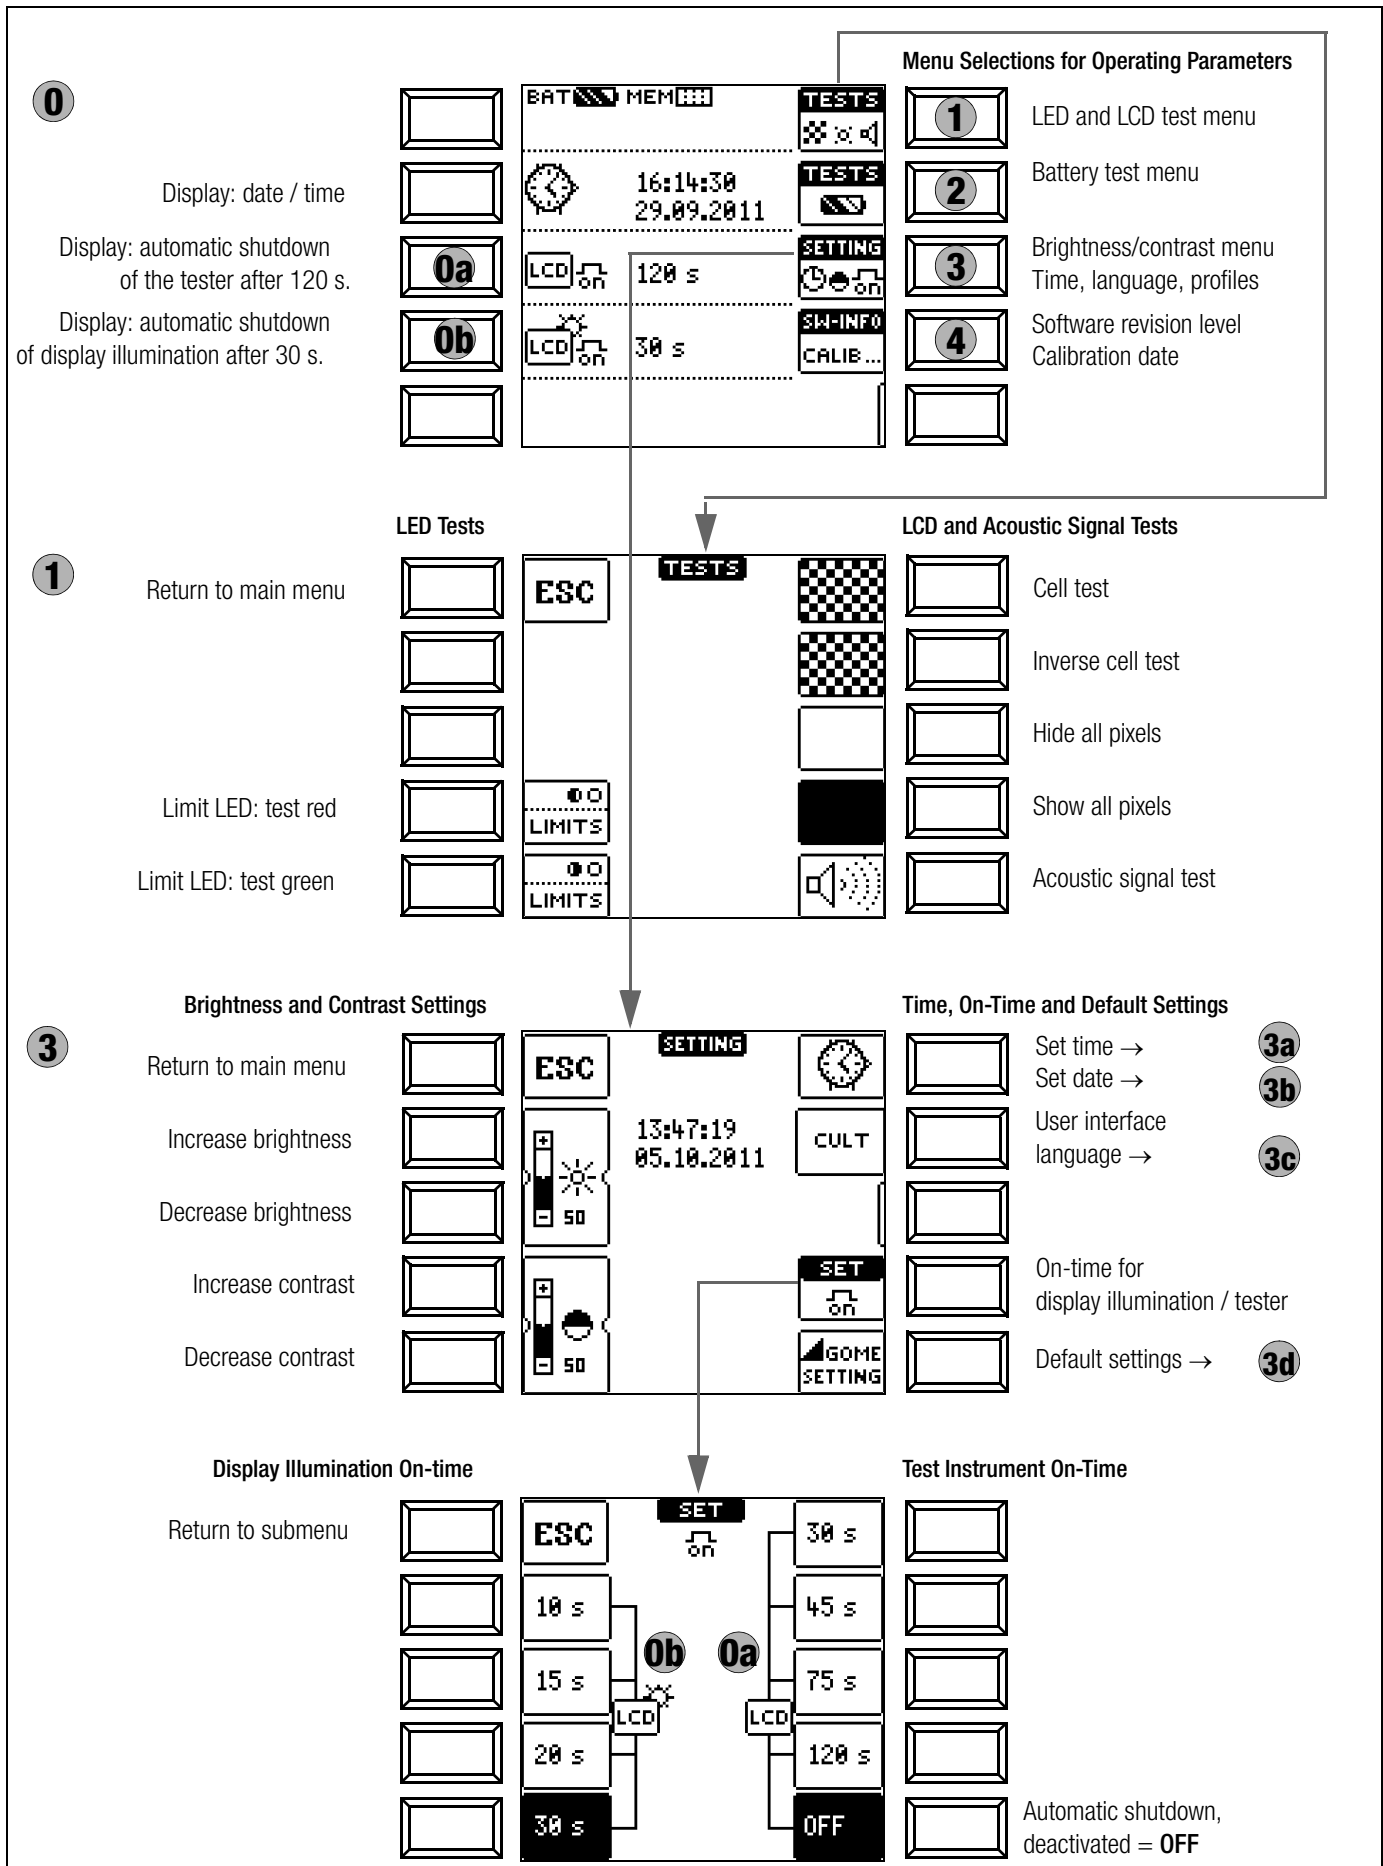 Menu Selections for Operating Parameters
0
BAT MEM
TESTS
1
LED and LCD test menu
Display: date / time
16:14:30
29.09.2011
TESTS
2
Battery test menu
Display: automatic shutdown
of the tester after 120 s.
0a
LCD on
120 s
SETTING
on
3
Brightness/contrast menu
Time, language, profiles
Display: automatic shutdown
of display illumination after 30 s.
0b
LCD on
30 s
SW-INFO
CALIB...
4
Software revision level
Calibration date
LED Tests
LCD and Acoustic Signal Tests
1
Return to main menu
ESC
TESTS
Cell test
Inverse cell test
Hide all pixels
Limit LED: test red
LIMITS
Show all pixels
Limit LED: test green
LIMITS
Acoustic signal test
Brightness and Contrast Settings
Time, On-Time and Default Settings
3
Return to main menu
ESC
SETTING
Set time →
3a
Set date →
3b
Increase brightness
+
13:47:19
05.10.2011
CULT
User interface
language →
3c
Decrease brightness
- 50
Increase contrast
+
SET
on
On-time for
display illumination / tester
Decrease contrast
- 50
GOME
SETTING
Default settings →
3d
Display Illumination On-time
Test Instrument On-Time
Return to submenu
ESC
SET
on
30 s
10 s
45 s
0b
0a
15 s
75 s
LCD
LCD
20 s
120 s
30 s
OFF
Automatic shutdown,
deactivated = OFF